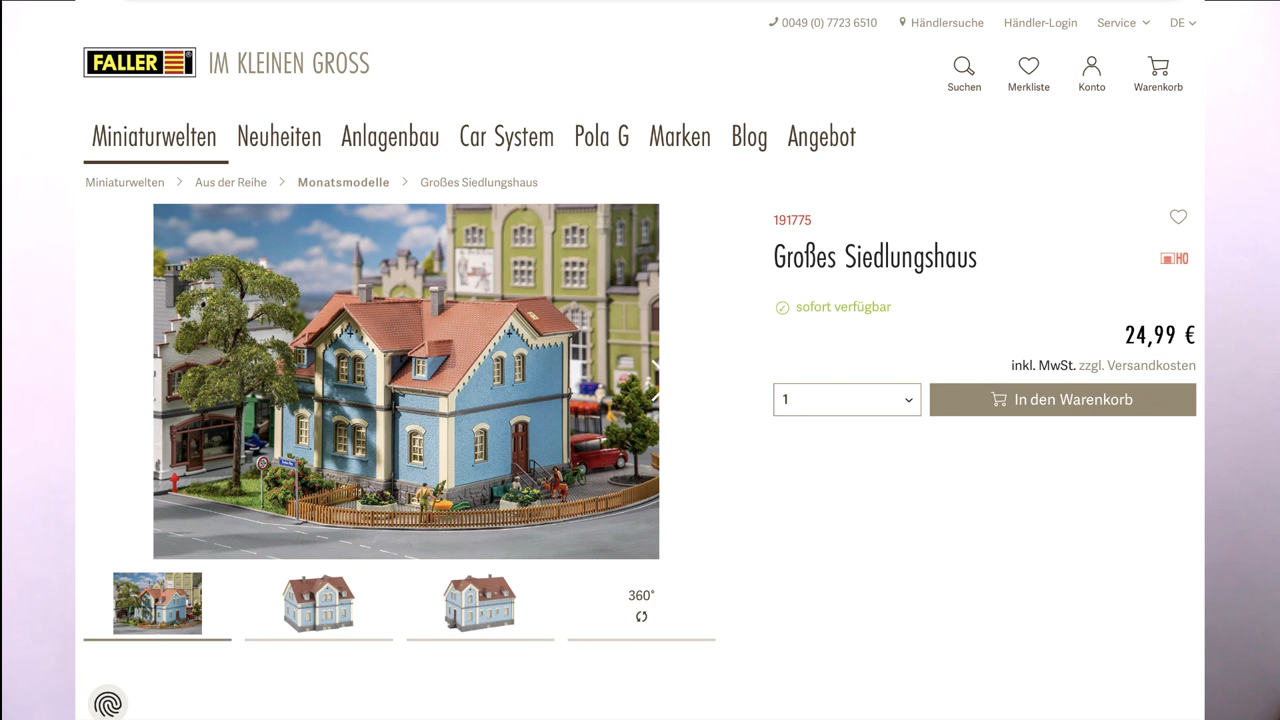 0049 (0) 7723 6510 Händlersuche Händler-Login Service DE
FALLER IM KLEINEN GROSS
Suchen Merkliste Konto Warenkorb
Miniaturwelten Neuheiten Anlagenbau Car System Pola G Marken Blog Angebot
Miniaturwelten > Aus der Reihe > Monatsmodelle > Großes Siedlungshaus
191775
Großes Siedlungshaus
H0
sofort verfügbar
24,99 €
inkl. MwSt. zzgl. Versandkosten
1 In den Warenkorb
360°